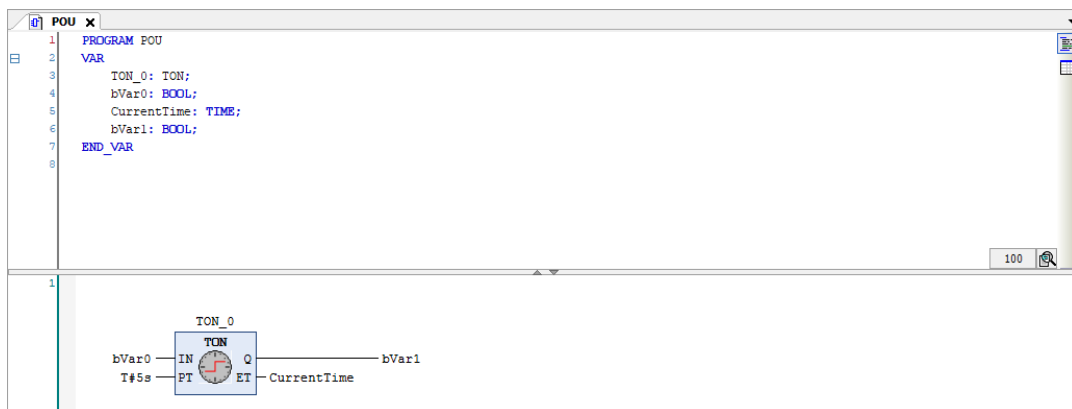 POU
1 PROGRAM POU
2 VAR
3 TON_0: TON;
4 bVar0: BOOL;
5 CurrentTime: TIME;
6 bVar1: BOOL;
7 END_VAR
8
100
1
TON_0
TON
bVar0 IN Q bVar1
T#5s PT ET CurrentTime